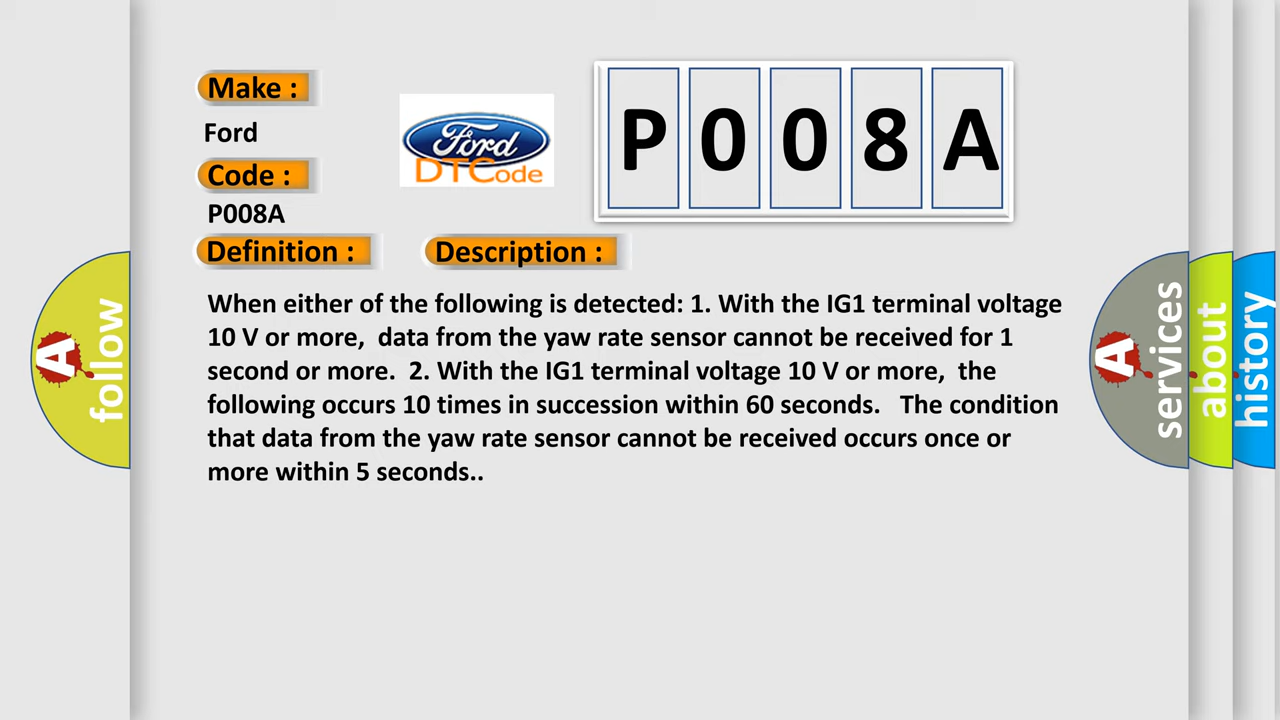 Make :
Ford
Code :
P008A
Ford
DTCode
P008A
Definition :
Description :
When either of the following is detected: 1. With the IG1 terminal voltage
10 V or more,  data from the yaw rate sensor cannot be received for 1
second or more.  2. With the IG1 terminal voltage 10 V or more,  the
following occurs 10 times in succession within 60 seconds.   The condition
that data from the yaw rate sensor cannot be received occurs once or
more within 5 seconds..
A
follow
A
services
about
history